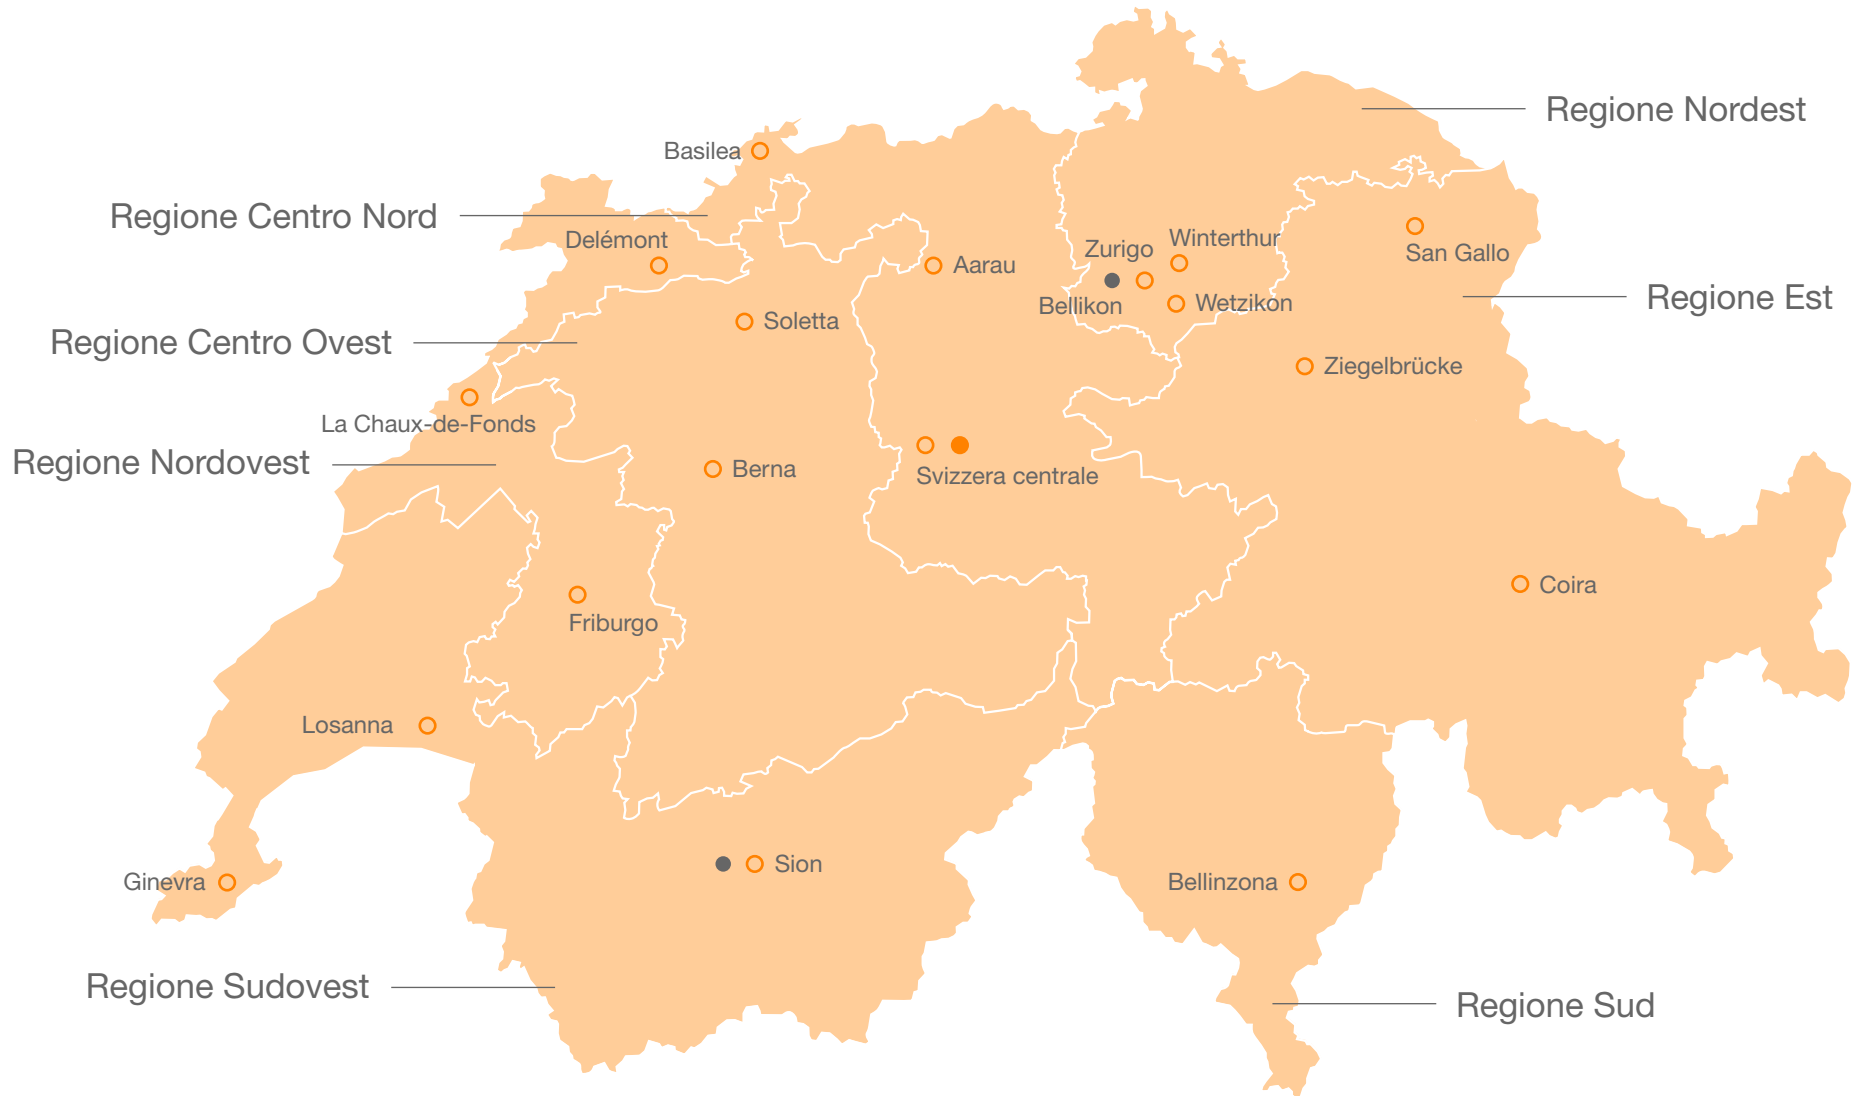 Regione Nordest
Basilea
Regione Centro Nord
Delémont
Zurigo
Winterthur
San Gallo
Aarau
Regione Est
Bellikon
Wetzikon
Soletta
Regione Centro Ovest
Ziegelbrücke
La Chaux-de-Fonds
Regione Nordovest
Berna
Svizzera centrale
Coira
Friburgo
Losanna
Sion
Ginevra
Bellinzona
Regione Sudovest
Regione Sud